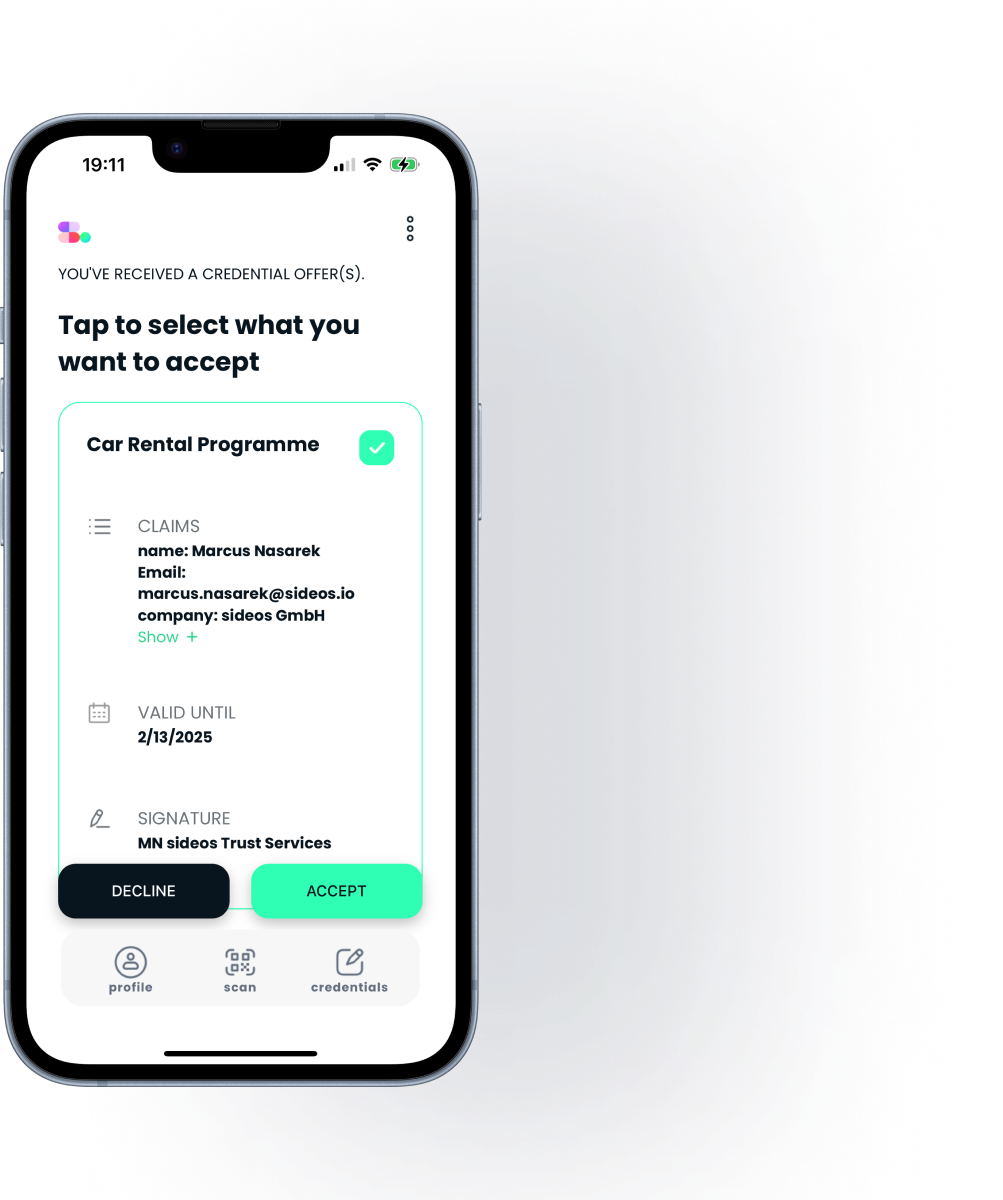 19:11
YOU'VE RECEIVED A CREDENTIAL OFFER(S).
Tap to select what you
want to accept
Car Rental Programme
CLAIMS
name: Marcus Nasarek
Email:
marcus.nasarek@sideos.io
company: sideos GmbH
Show +
VALID UNTIL
2/13/2025
SIGNATURE
MN sideos Trust Services
DECLINE ACCEPT
profile scan credentials